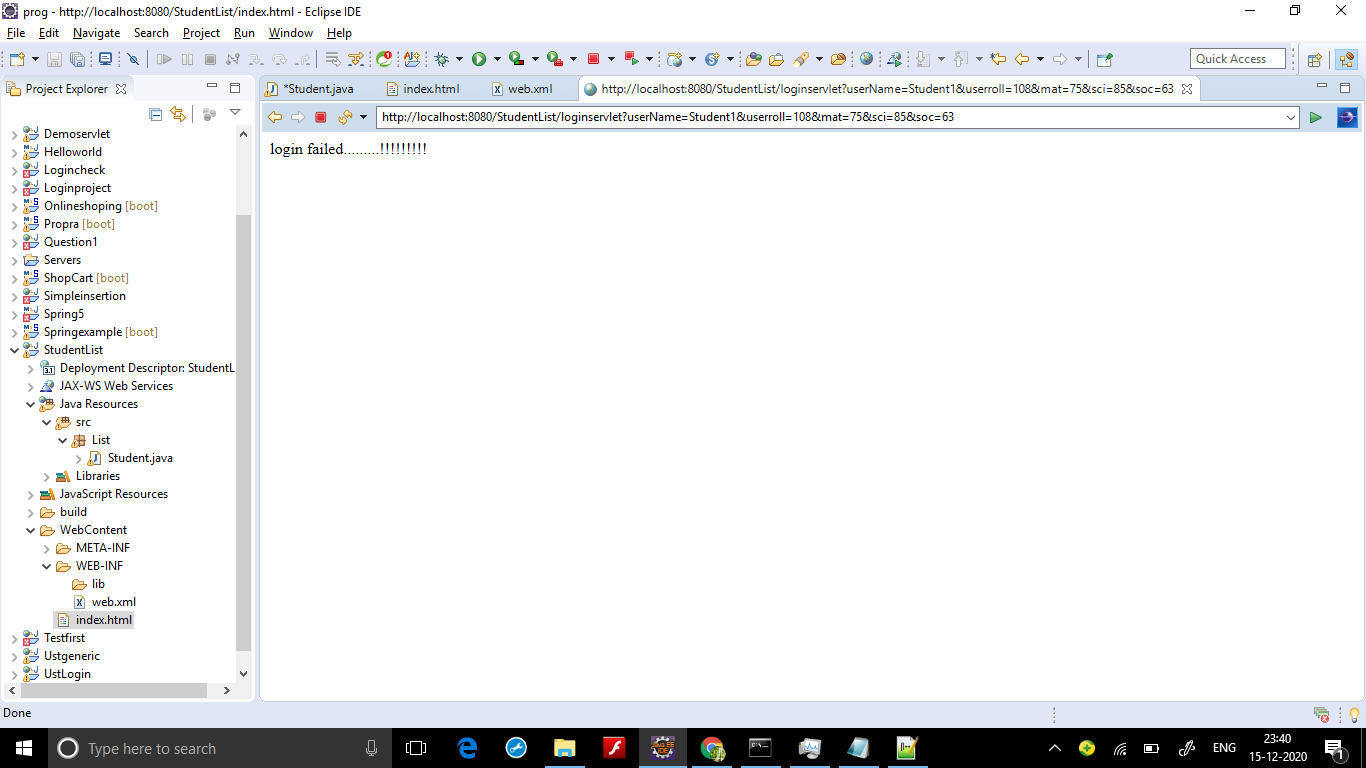 prog - http://localhost:8080/StudentList/index.html - Eclipse IDE
File Edit Navigate Search Project Run Window Help
Quick Access
Project Explorer
*Student.java index.html web.xml http://localhost:8080/StudentList/loginservlet?userName=Student1&userroll=108&mat=75&sci=85&soc=63
http://localhost:8080/StudentList/loginservlet?userName=Student1&userroll=108&mat=75&sci=85&soc=63
login failed.........!!!!!!!!!
Demoservlet
Helloworld
Logincheck
Loginproject
Onlineshoping [boot]
Propra [boot]
Question1
Servers
ShopCart [boot]
Simpleinsertion
Spring5
Springexample [boot]
StudentList
Deployment Descriptor: StudentL
JAX-WS Web Services
Java Resources
src
List
Student.java
Libraries
JavaScript Resources
build
WebContent
META-INF
WEB-INF
lib
web.xml
index.html
Testfirst
Ustgeneric
UstLogin
Done
Type here to search
ENG
23:40
15-12-2020
1